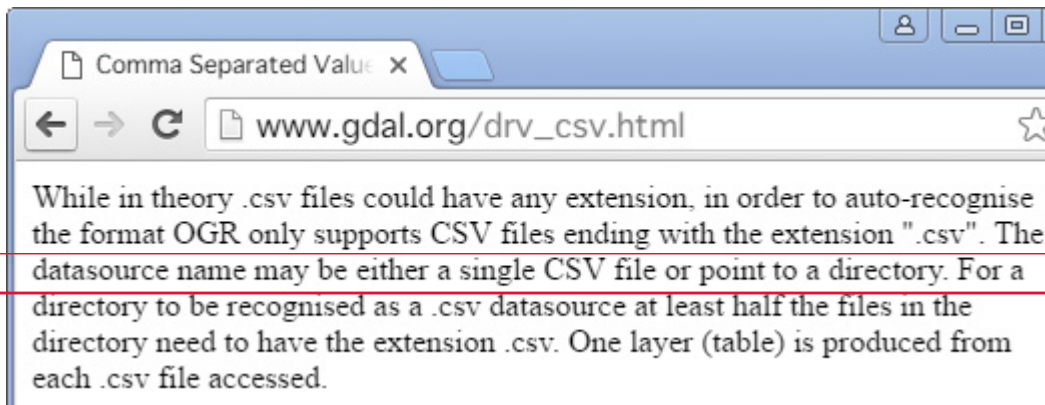 Comma Separated Value
www.gdal.org/drv_csv.html
While in theory .csv files could have any extension, in order to auto-recognise
the format OGR only supports CSV files ending with the extension ".csv". The
datasource name may be either a single CSV file or point to a directory. For a
directory to be recognised as a .csv datasource at least half the files in the
directory need to have the extension .csv. One layer (table) is produced from
each .csv file accessed.